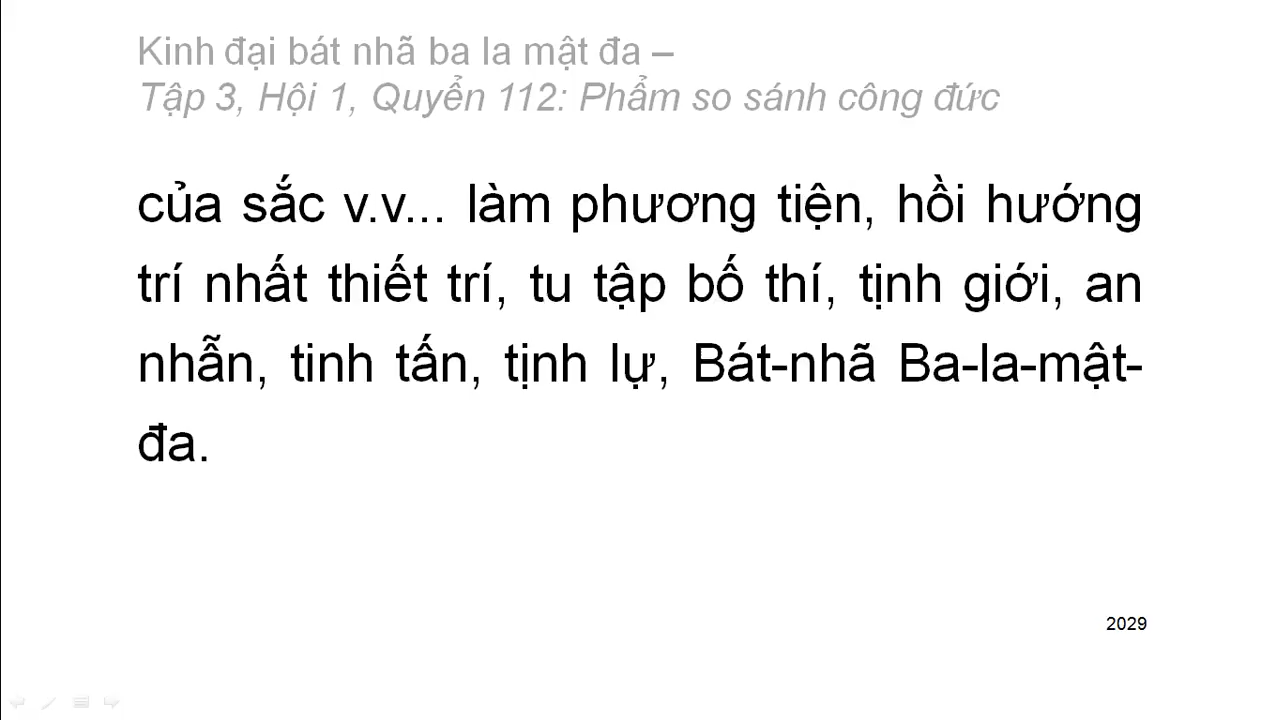 Kinh đại bát nhã ba la mật đa –
Tập 3, Hội 1, Quyển 112: Phẩm so sánh công đức
của sắc v.v... làm phương tiện, hồi hướng
trí nhất thiết trí, tu tập bố thí, tịnh giới, an
nhẫn, tinh tấn, tịnh lự, Bát-nhã Ba-la-mật-
đa.
2029